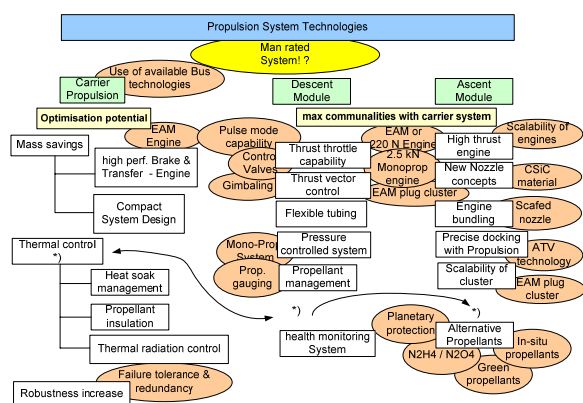 Propulsion System Technologies
Man rated
System! ?
Use of available Bus
technologies
Carrier
Propulsion
Descent
Module
Ascent
Module
Optimisation potential
max communalities with carrier system
EAM
Engine
Pulse mode
capability
EAM or
220 N Engine
Scalability of
engines
Mass savings
high perf. Brake &
Transfer - Engine
Control
Valves
Thrust throttle
capability
2.5 kN
Monoprop
engine
High thrust
engine
Gimbaling
Thrust vector
control
New Nozzle
concepts
CSiC
material
EAM plug cluster
Compact
System Design
Flexible tubing
Engine
bundling
Scafed
nozzle
Thermal control
*)
Mono-Prop
System
Pressure
controlled system
Precise docking
with Propulsion
ATV
technology
Heat soak
management
Prop.
gauging
Propellant
management
Scalability
of cluster
EAM plug
cluster
Propellant
insulation
*)
*)
Planetary
protection
Thermal radiation control
health monitoring
System
Alternative
Propellants
In-situ
propellants
N2H4 / N2O4
Green
propellants
Failure tolerance &
redundancy
Robustness increase